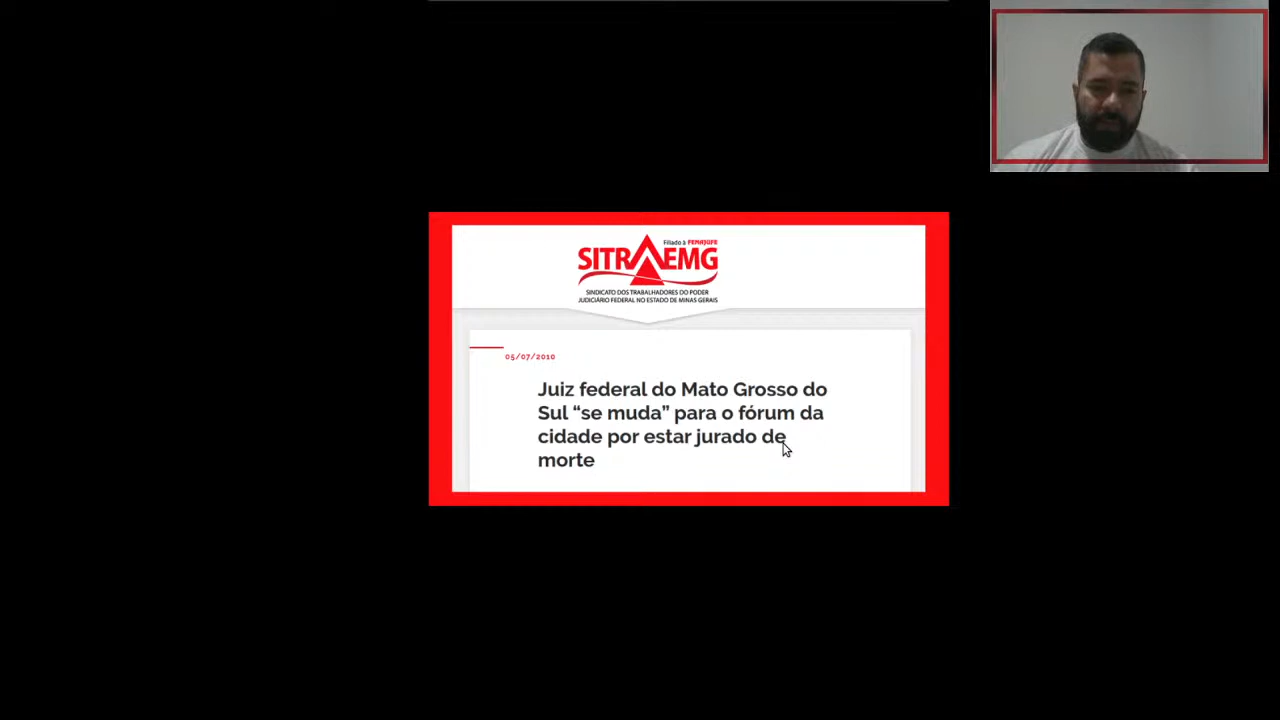 Filiado à FENAJUFE
SITRAEMG
SINDICATO DOS TRABALHADORES DO PODER
JUDICIÁRIO FEDERAL NO ESTADO DE MINAS GERAIS
05/07/2010
Juiz federal do Mato Grosso do
Sul “se muda” para o fórum da
cidade por estar jurado de
morte